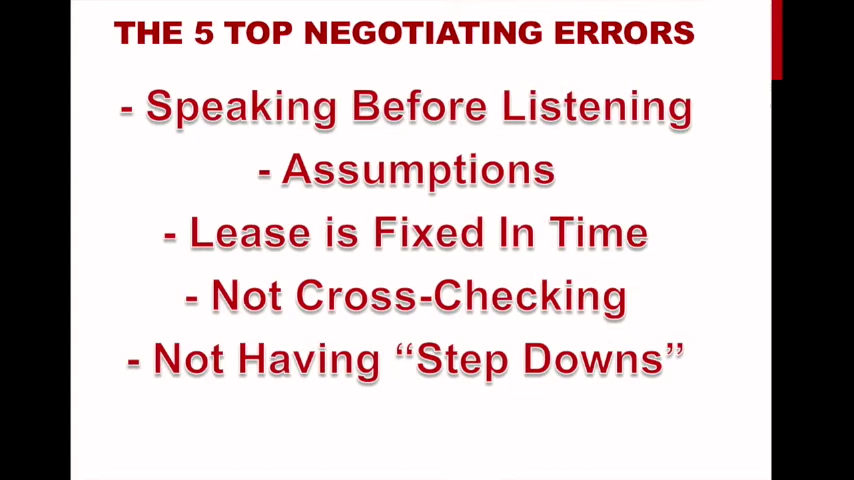 THE 5 TOP NEGOTIATING ERRORS
- Speaking Before Listening
- Assumptions
- Lease is Fixed In Time
- Not Cross-Checking
- Not Having “Step Downs”